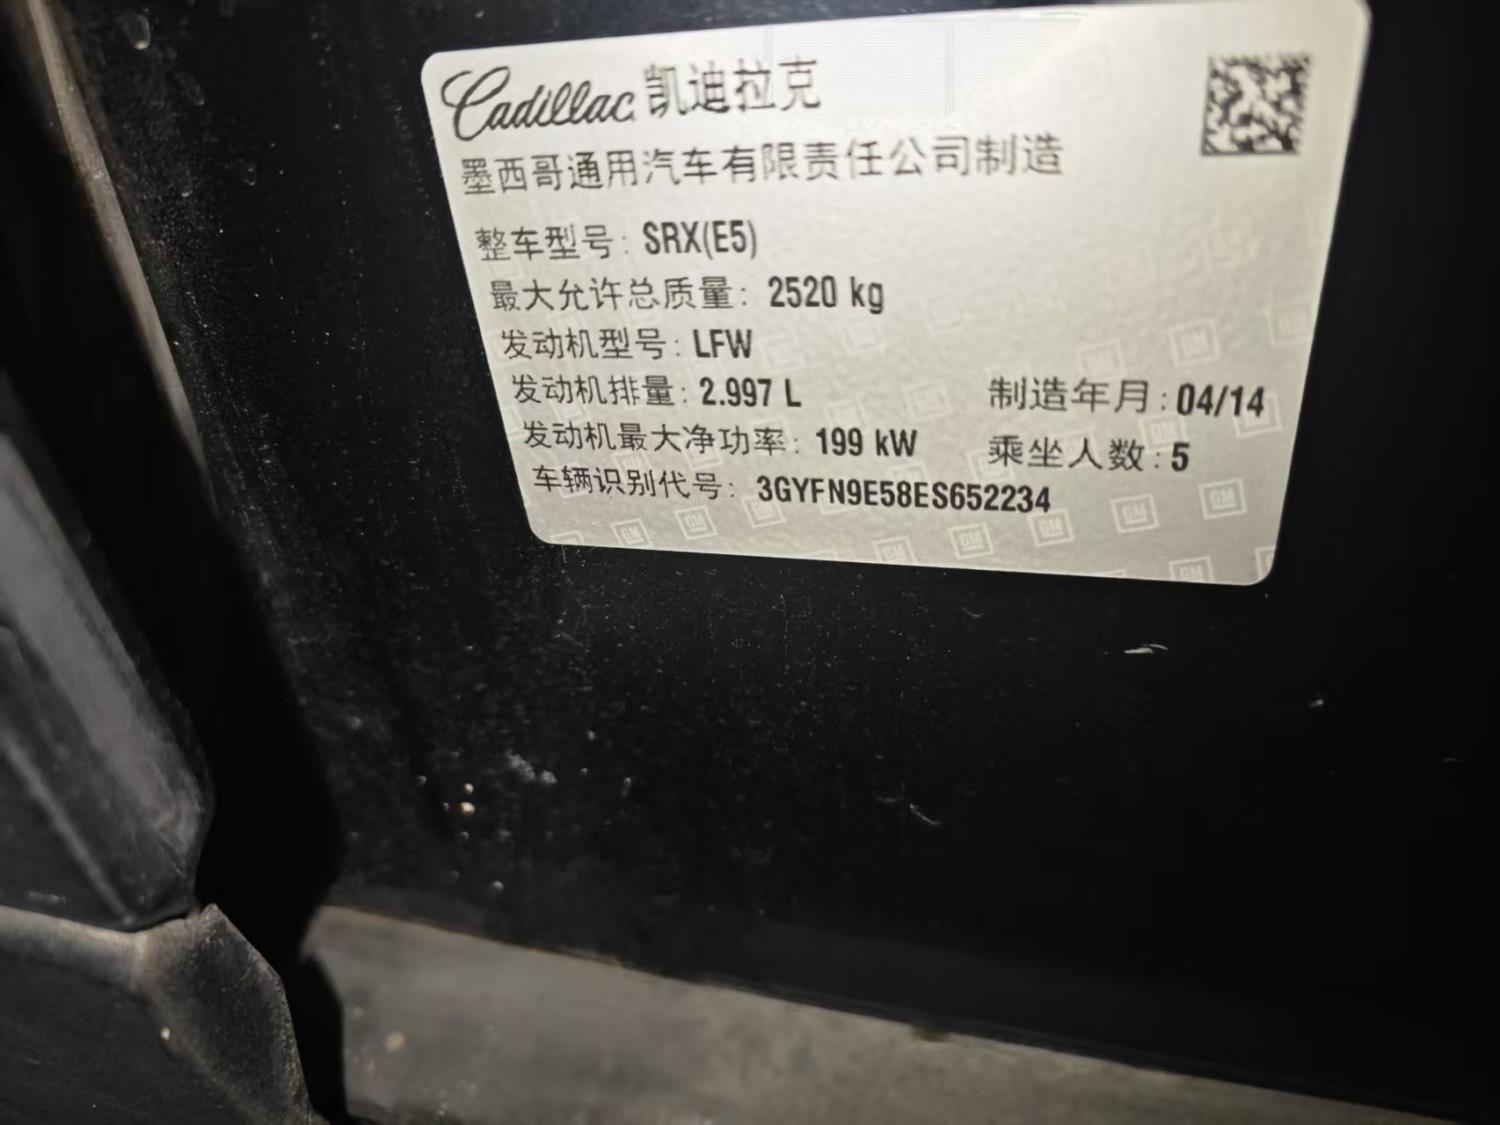 Cadillac 凯迪拉克
墨西哥通用汽车有限责任公司制造
整车型号: SRX(E5)
最大允许总质量: 2520 kg
发动机型号: LFW
发动机排量: 2.997 L 制造年月: 04/14
发动机最大净功率: 199 kW 乘坐人数: 5
车辆识别代号: 3GYFN9E58ES652234